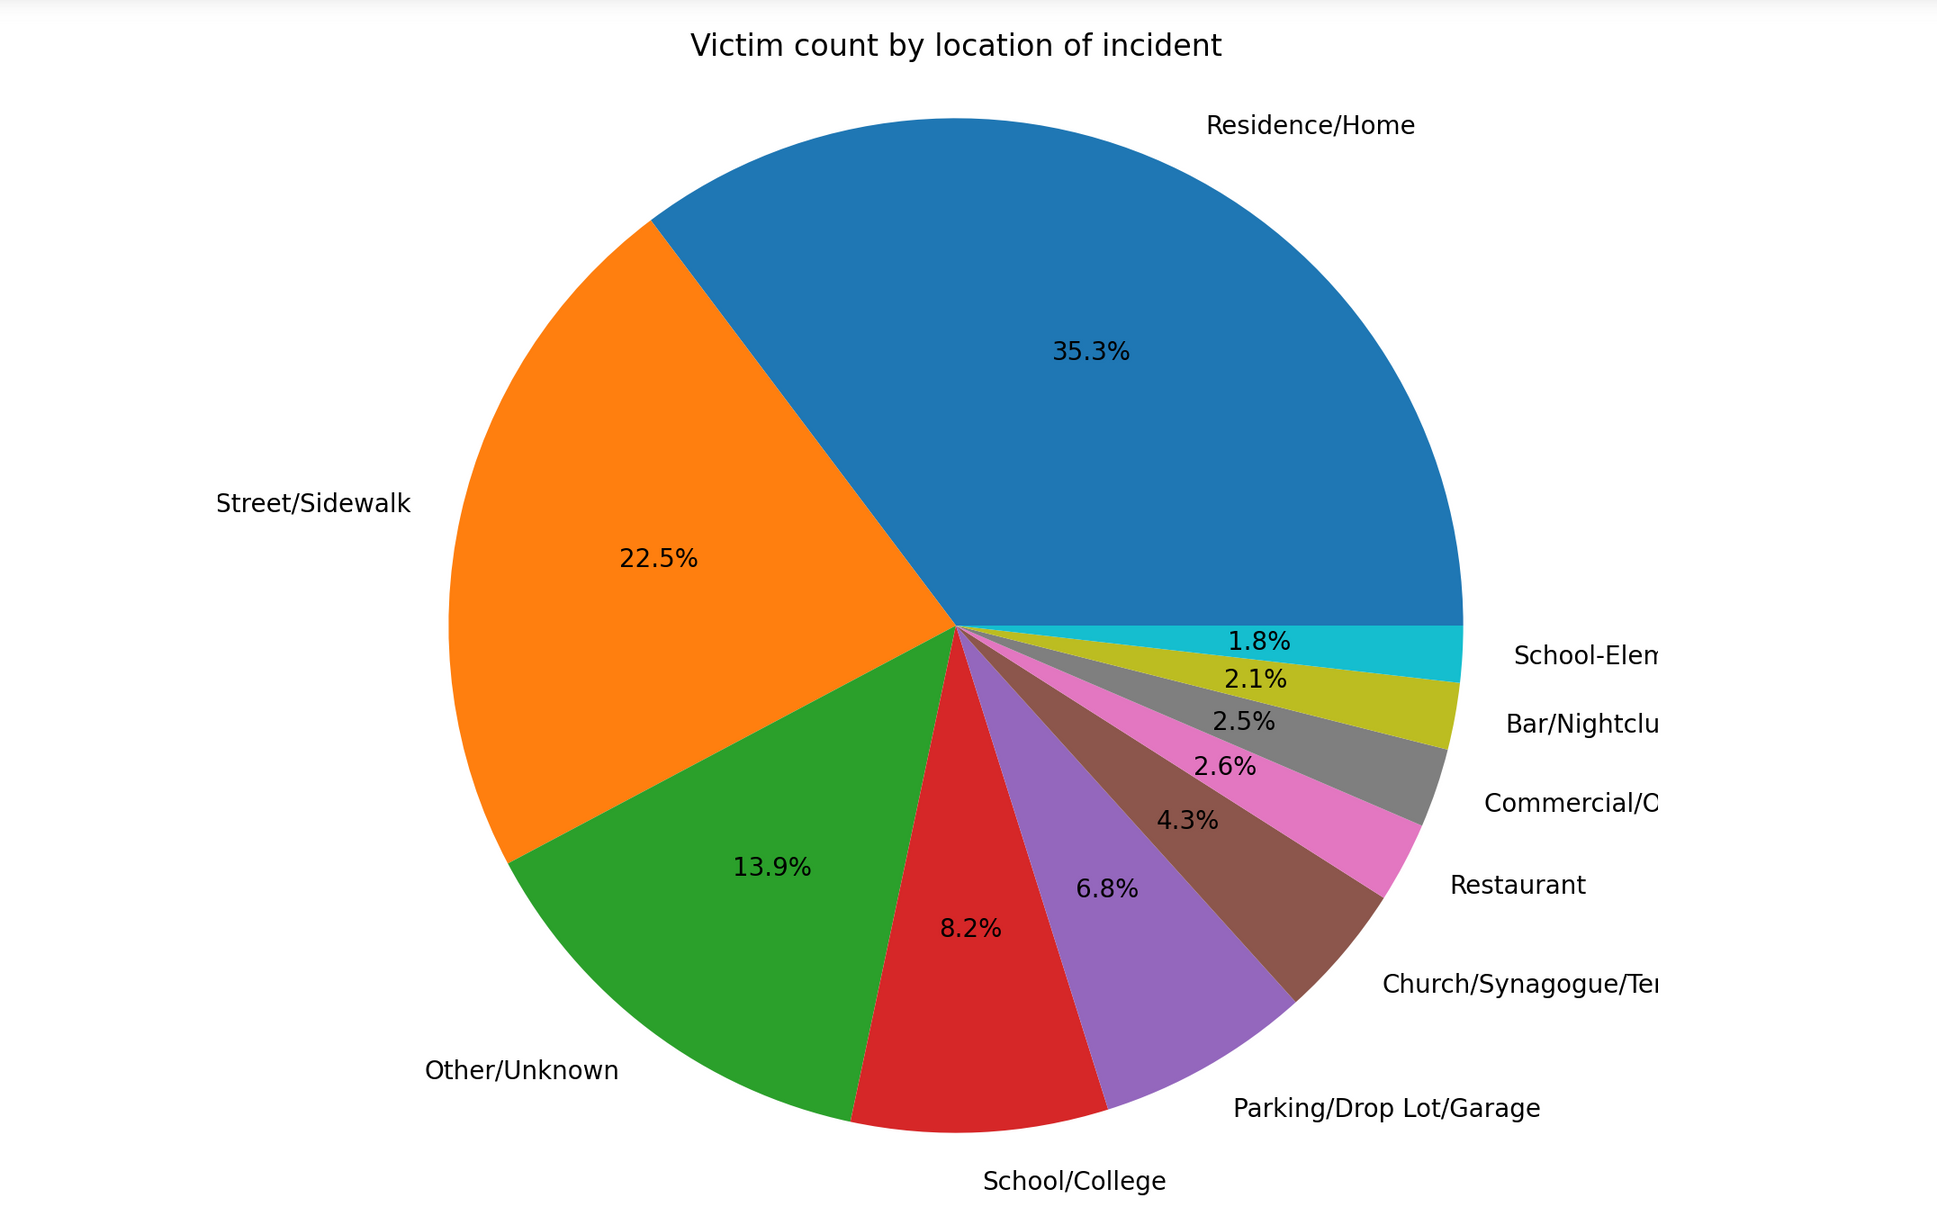 Victim count by location of incident
Residence/Home
35.3%
Street/Sidewalk
22.5%
1.8%
School-Elem
2.1%
Bar/Nightclu
2.5%
Commercial/O
2.6%
Restaurant
4.3%
Church/Synagogue/Ter
6.8%
Parking/Drop Lot/Garage
13.9%
Other/Unknown
8.2%
School/College